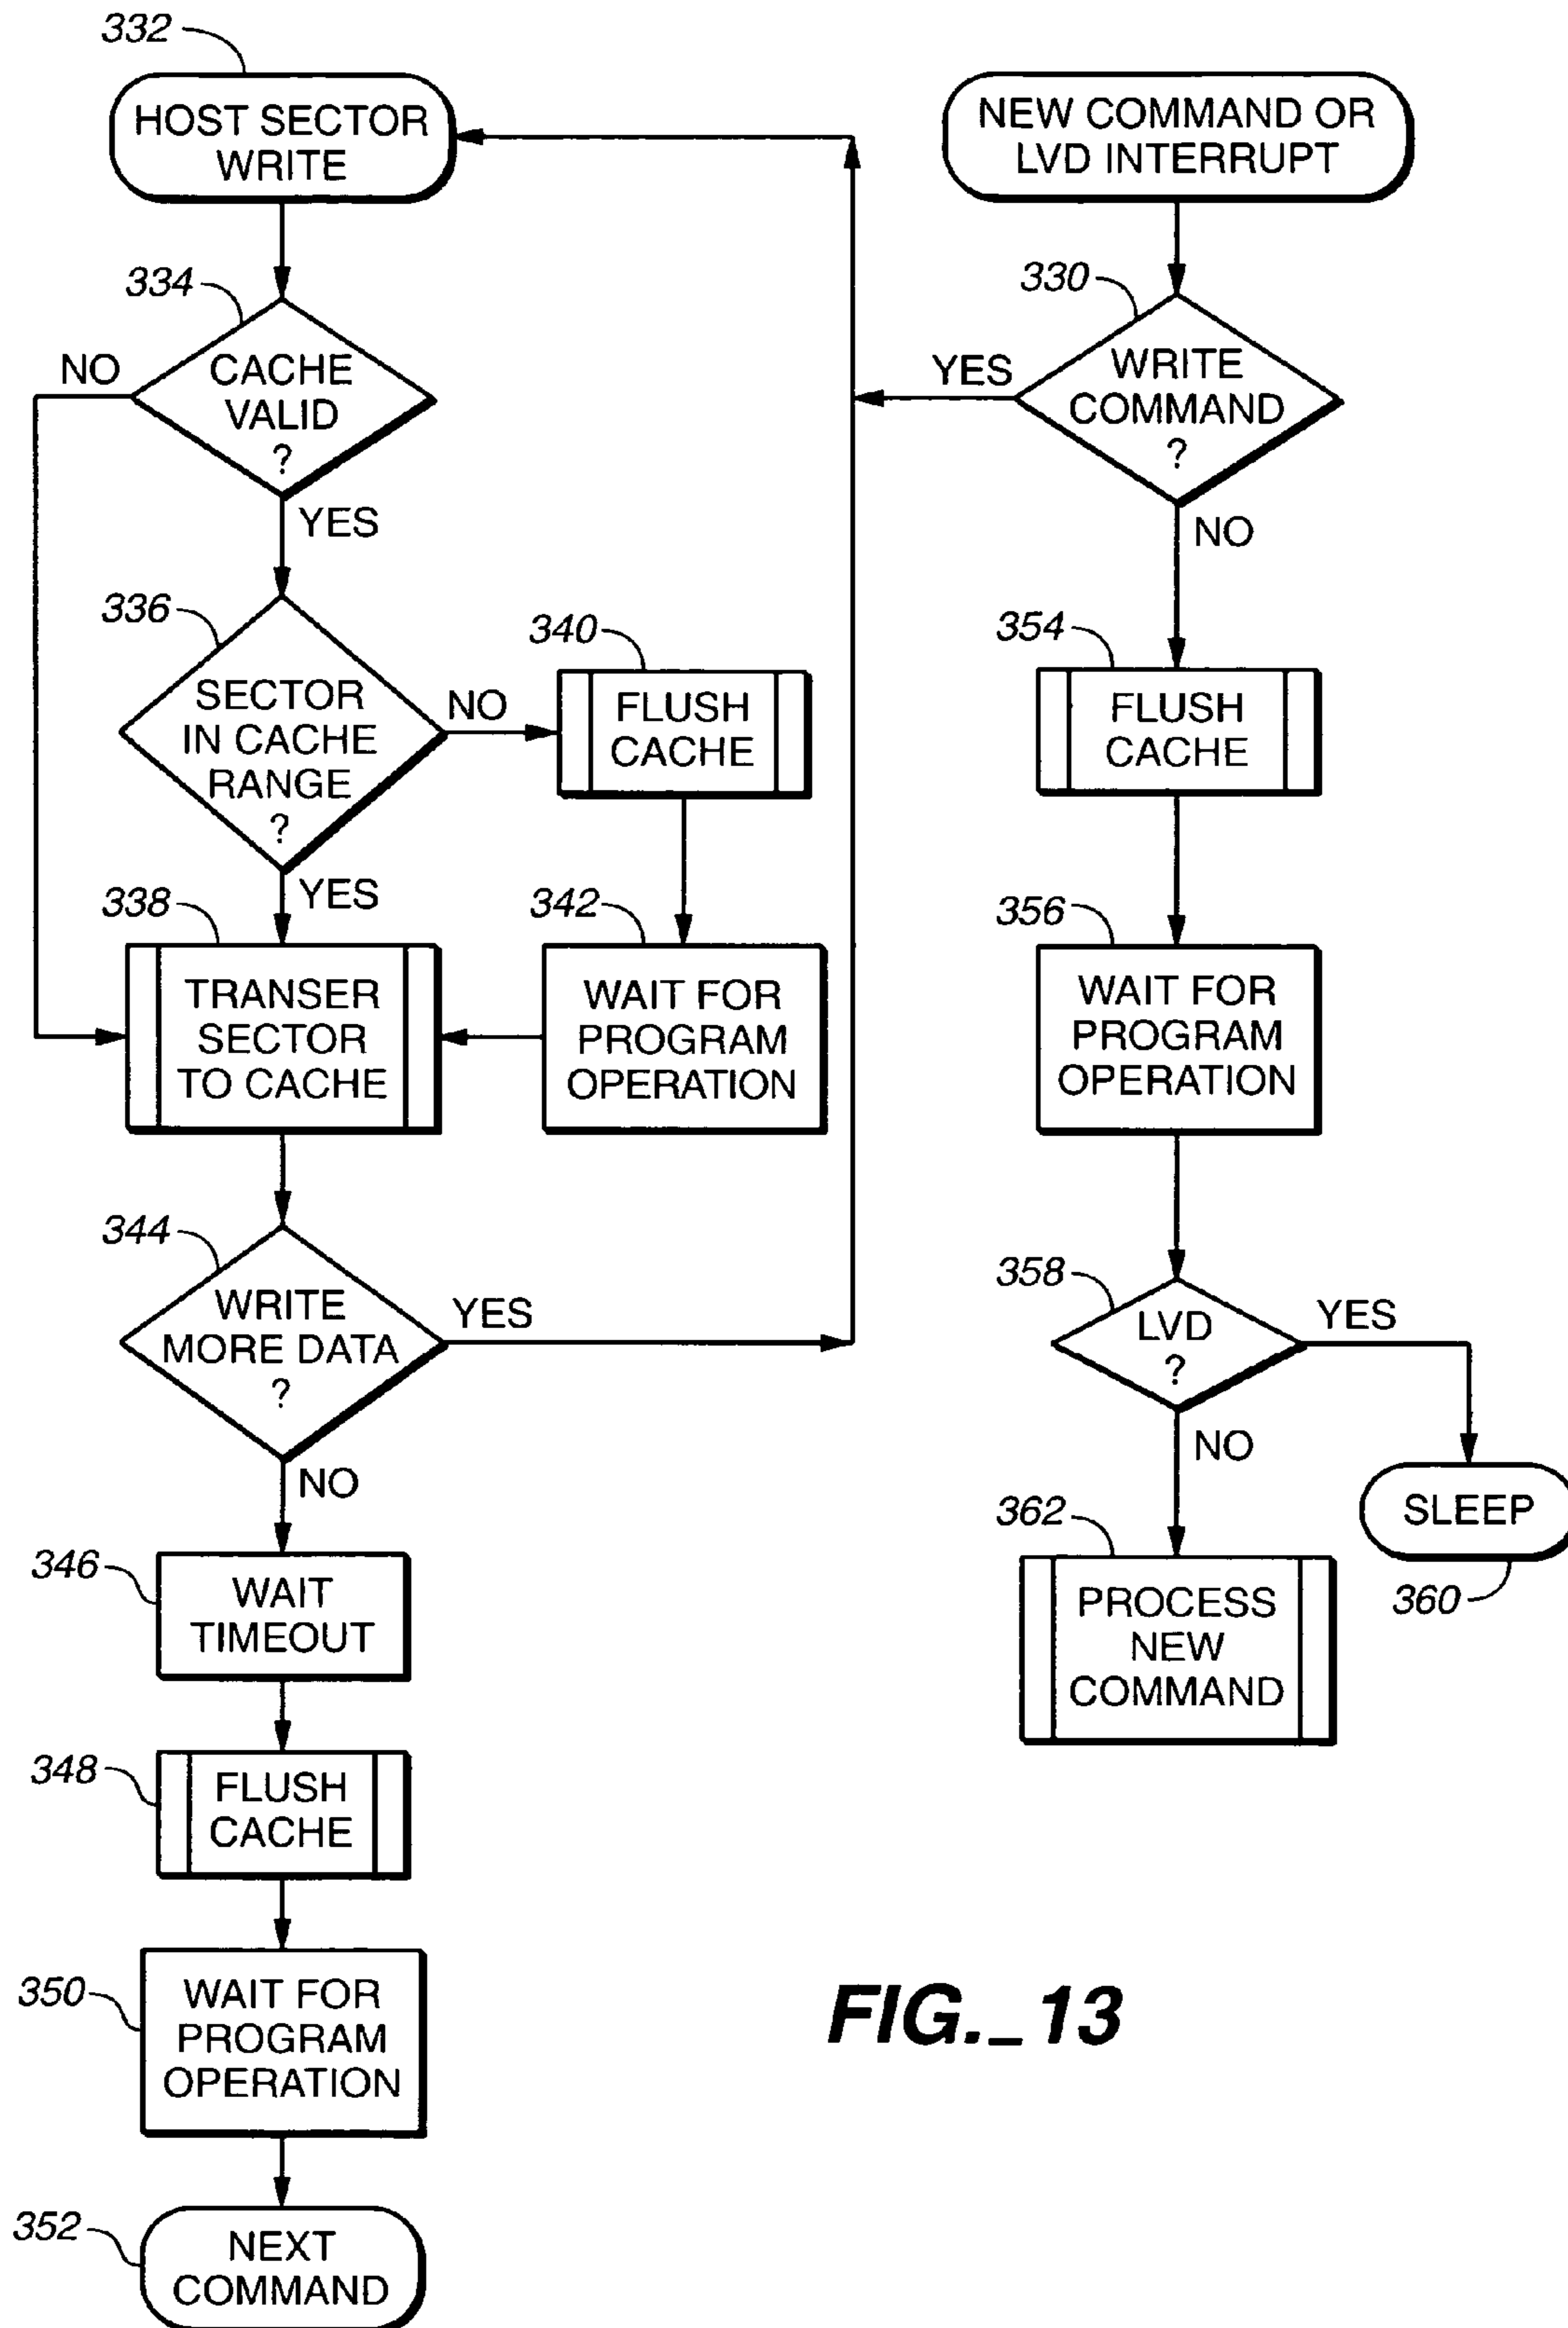 332
HOST SECTOR
WRITE
334
NO
CACHE
VALID
?
YES
336
SECTOR
IN CACHE
RANGE
?
NO
340
FLUSH
CACHE
YES
338
TRANSER
SECTOR
TO CACHE
342
WAIT FOR
PROGRAM
OPERATION
344
WRITE
MORE DATA
?
YES
NO
346
WAIT
TIMEOUT
348
FLUSH
CACHE
350
WAIT FOR
PROGRAM
OPERATION
352
NEXT
COMMAND
NEW COMMAND OR
LVD INTERRUPT
330
YES
WRITE
COMMAND
?
NO
354
FLUSH
CACHE
356
WAIT FOR
PROGRAM
OPERATION
358
LVD
?
YES
NO
SLEEP
360
362
PROCESS
NEW
COMMAND
FIG._13